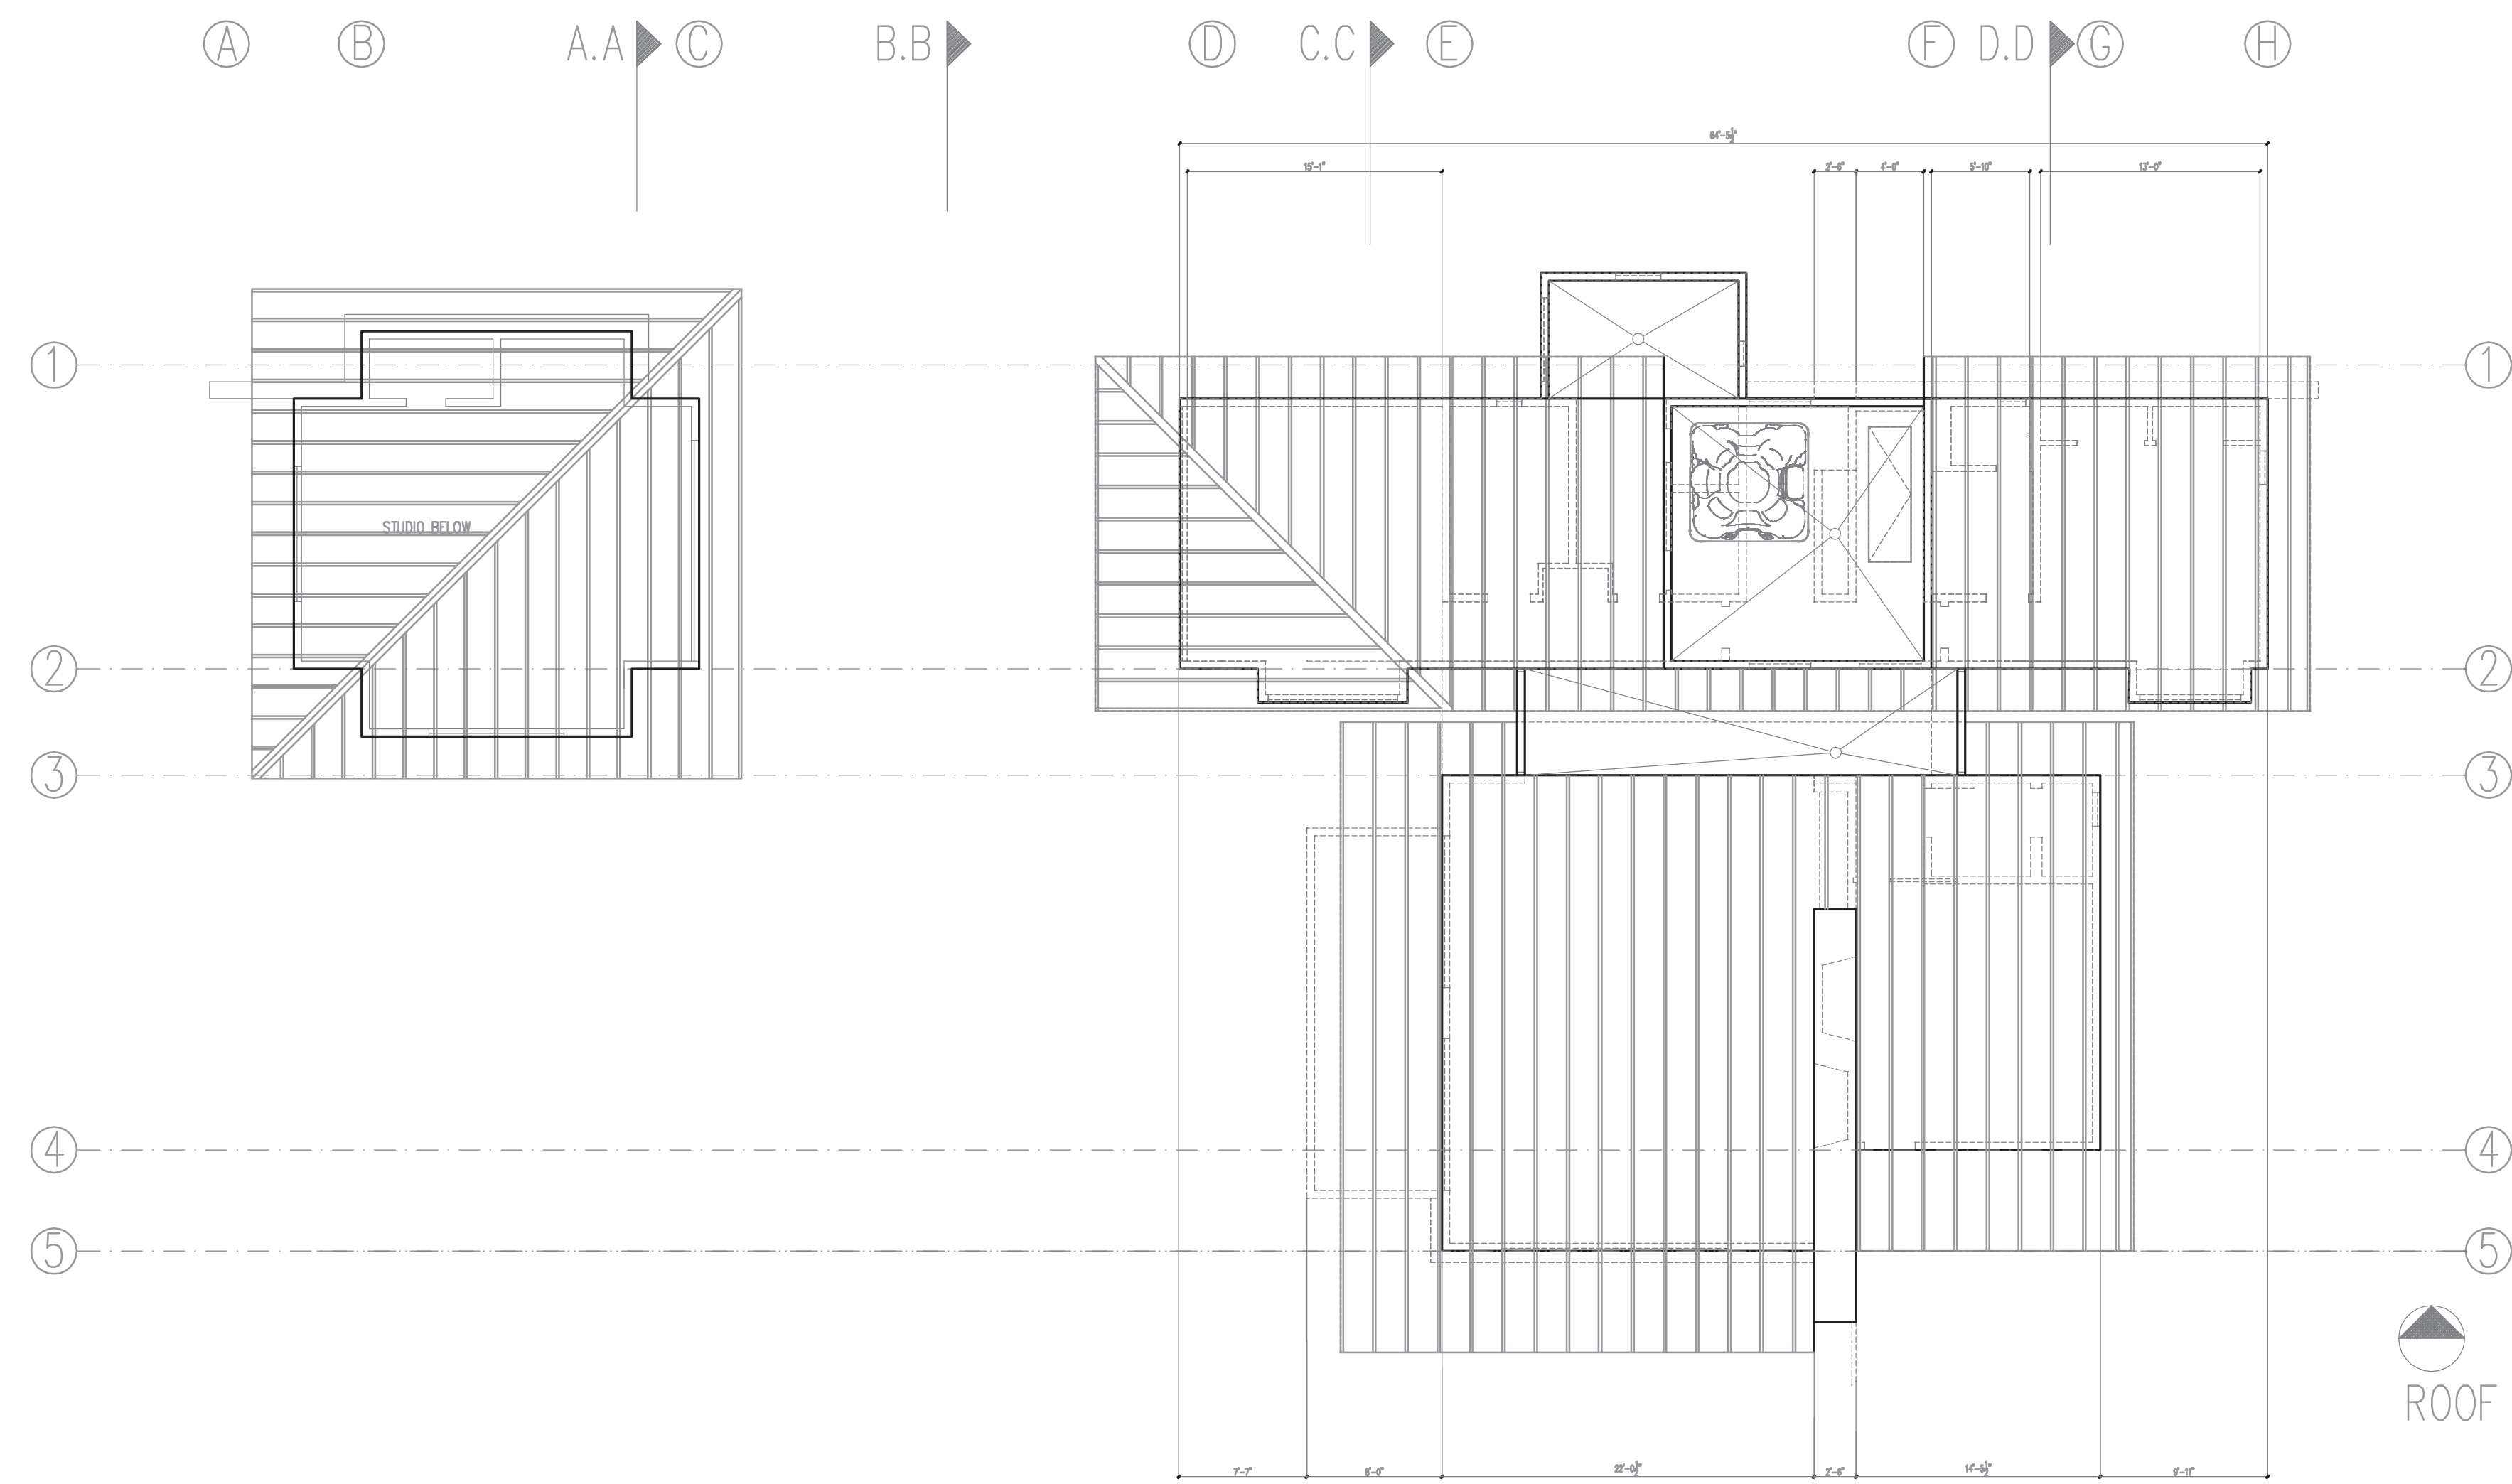 A B A.A C B.B D C.C E F D.D G H
64'-5½"
15'-1" 2'-6" 4'-0" 5'-10" 13'-0"
1 1
STUDIO BELOW
2 2
3 3
4 4
5 5
ROOF
7'-7" 8'-0" 22'-0½" 2'-6" 14'-5½" 9'-11"